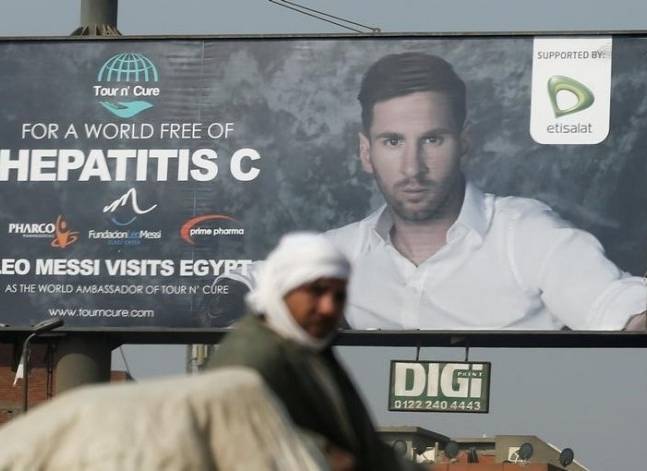 SUPPORTED BY:
etisalat
Tour n' Cure
FOR A WORLD FREE OF
HEPATITIS C
PHARCO
FundacionLeoMessi
prime pharma
LEO MESSI VISITS EGYPT
AS THE WORLD AMBASSADOR OF TOUR N' CURE
www.tourncure.com
DIGI
PRINT
0122 240 4443